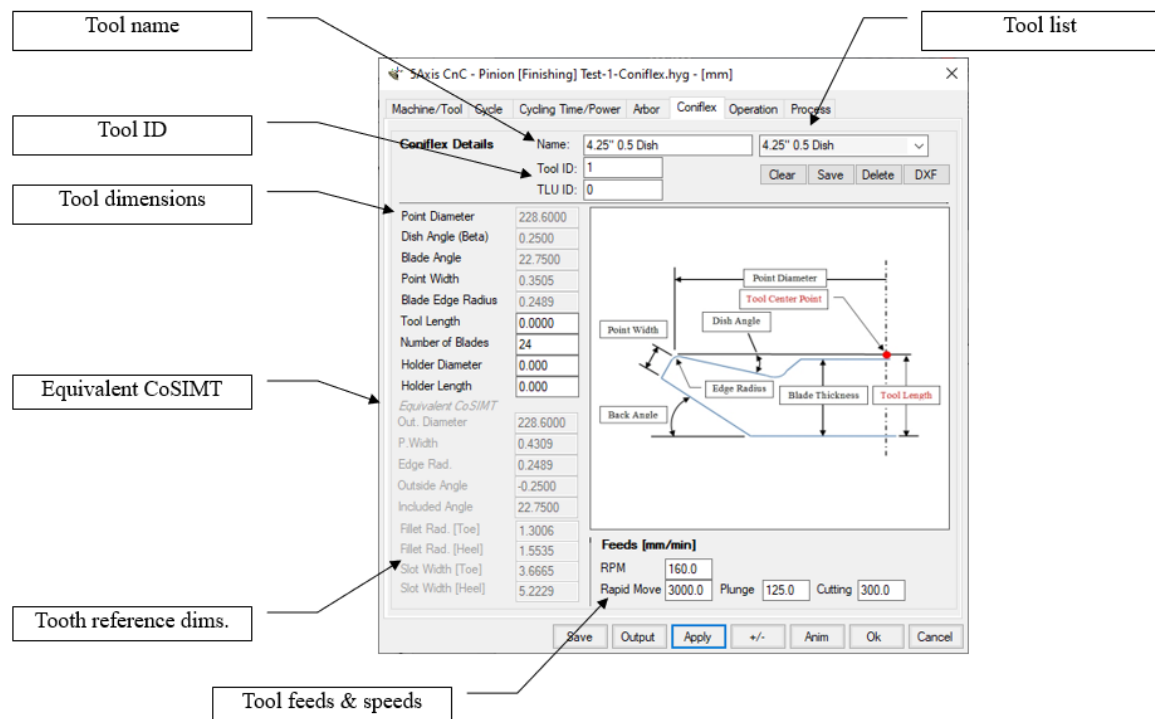 Tool name
Tool list
5Axis CnC - Pinion [Finishing] Test-1-Coniflex.hyg - [mm]
Machine/Tool Cycle Cycling Time/Power Arbor Coniflex Operation Process
Tool ID
Coniflex Details Name: 4.25" 0.5 Dish 4.25" 0.5 Dish
Tool ID: 1 Clear Save Delete DXF
TLU ID: 0
Tool dimensions
Point Diameter 228.6000
Dish Angle (Beta) 0.2500
Blade Angle 22.7500
Point Width 0.3505
Blade Edge Radius 0.2489
Tool Length 0.0000
Number of Blades 24
Holder Diameter 0.000
Holder Length 0.000
Point Diameter
Tool Center Point
Point Width
Dish Angle
Edge Radius
Blade Thickness
Tool Length
Back Angle
Equivalent CoSIMT
Equivalent CoSIMT
Out. Diameter 228.6000
P.Width 0.4309
Edge Rad. 0.2489
Outside Angle -0.2500
Included Angle 22.7500
Fillet Rad. [Toe] 1.3006
Fillet Rad. [Heel] 1.5535
Slot Width [Toe] 3.6665
Slot Width [Heel] 5.2229
Feeds [mm/min]
RPM 160.0
Rapid Move 3000.0 Plunge 125.0 Cutting 300.0
Tooth reference dims.
Save Output Apply +/- Anim Ok Cancel
Tool feeds & speeds